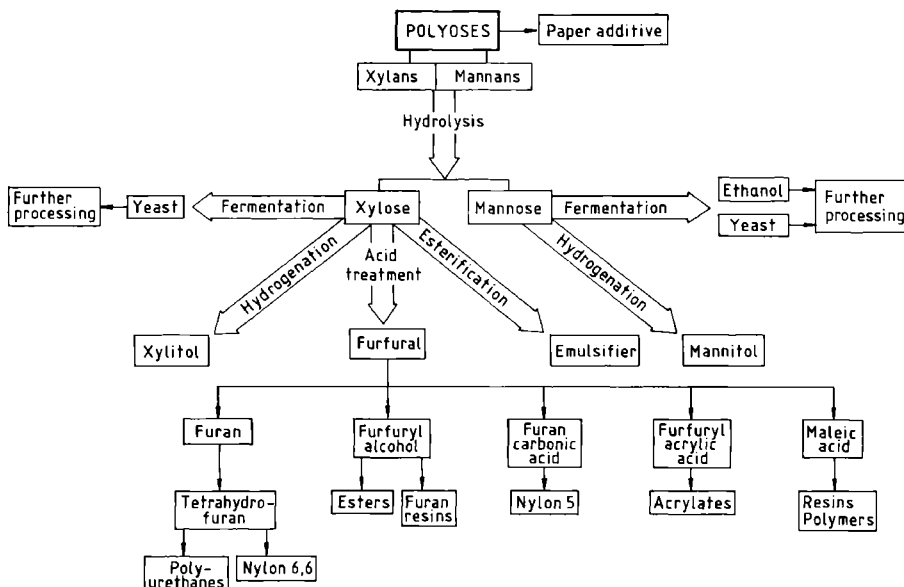 POLYOSES
Paper additive
Xylans
Mannans
Hydrolysis
Further
processing
Yeast
Fermentation
Xylose
Mannose
Fermentation
Ethanol
Yeast
Further
processing
Hydrogenation
Acid
treatment
Esterification
Hydrogenation
Xylitol
Furfural
Emulsifier
Mannitol
Furan
Furfuryl
alcohol
Furan
carbonic
acid
Furfuryl
acrylic
acid
Maleic
acid
Tetrahydro-
furan
Esters
Furan
resins
Nylon 5
Acrylates
Resins
Polymers
Poly-
urethanes
Nylon 6,6